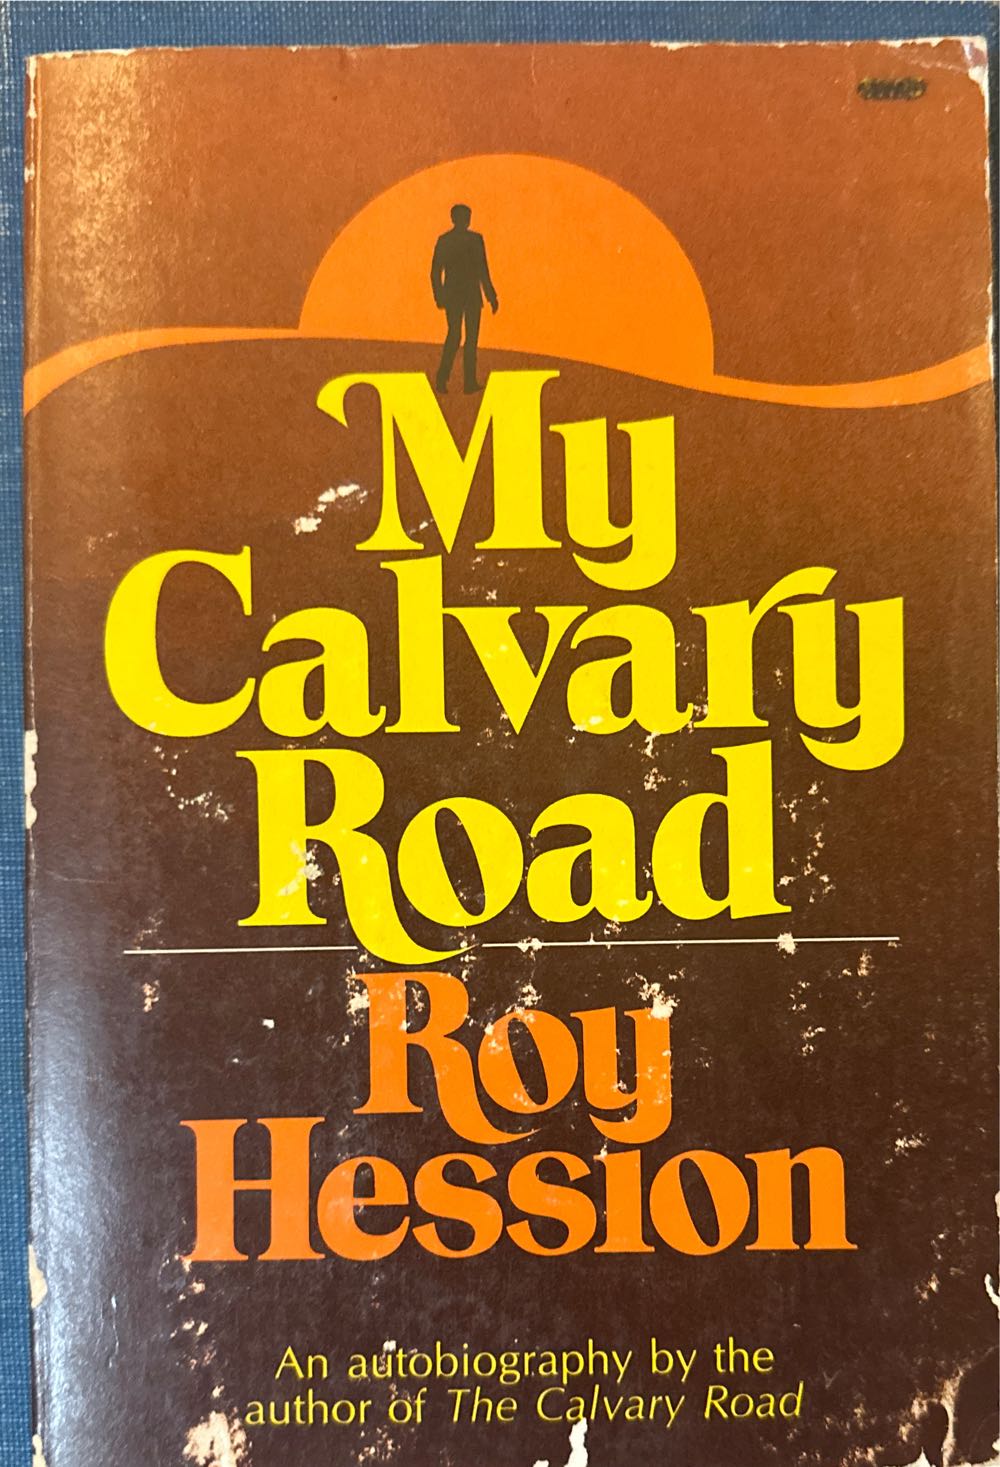 My
Calvary
Road
Roy
Hession
An autobiography by the
author of The Calvary Road